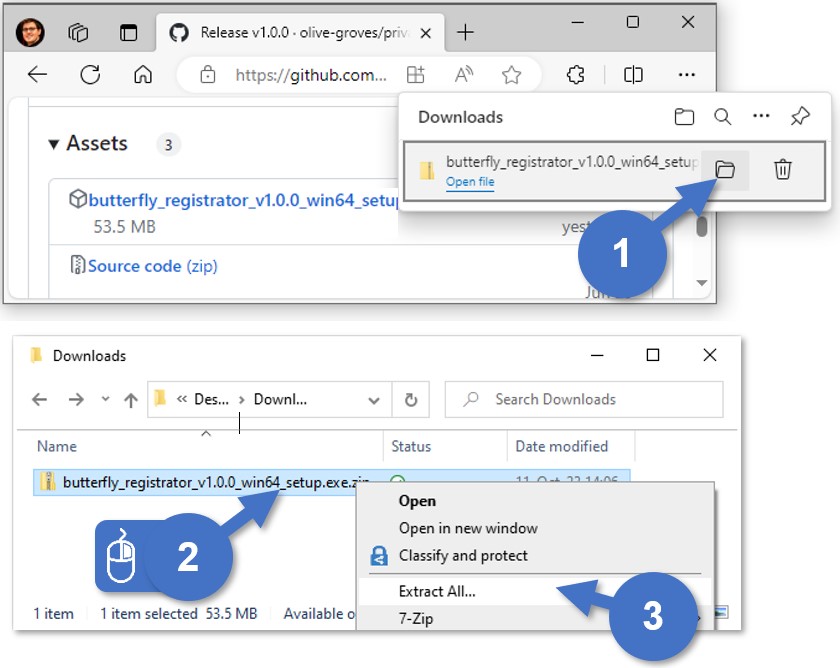 Release v1.0.0 · olive-groves/priv
https://github.com...
Downloads
Assets 3
butterfly_registrator_v1.0.0_win64_setup
Open file
butterfly_registrator_v1.0.0_win64_setup
53.5 MB
yest
1
Source code (zip)
Jun
Downloads
Des... Downl...
Search Downloads
Name Status Date modified
butterfly_registrator_v1.0.0_win64_setup.exe.zip 11-Oct-23 14:06
Open
Open in new window
2
Classify and protect
Extract All...
3
1 item 1 item selected 53.5 MB Available o
7-Zip